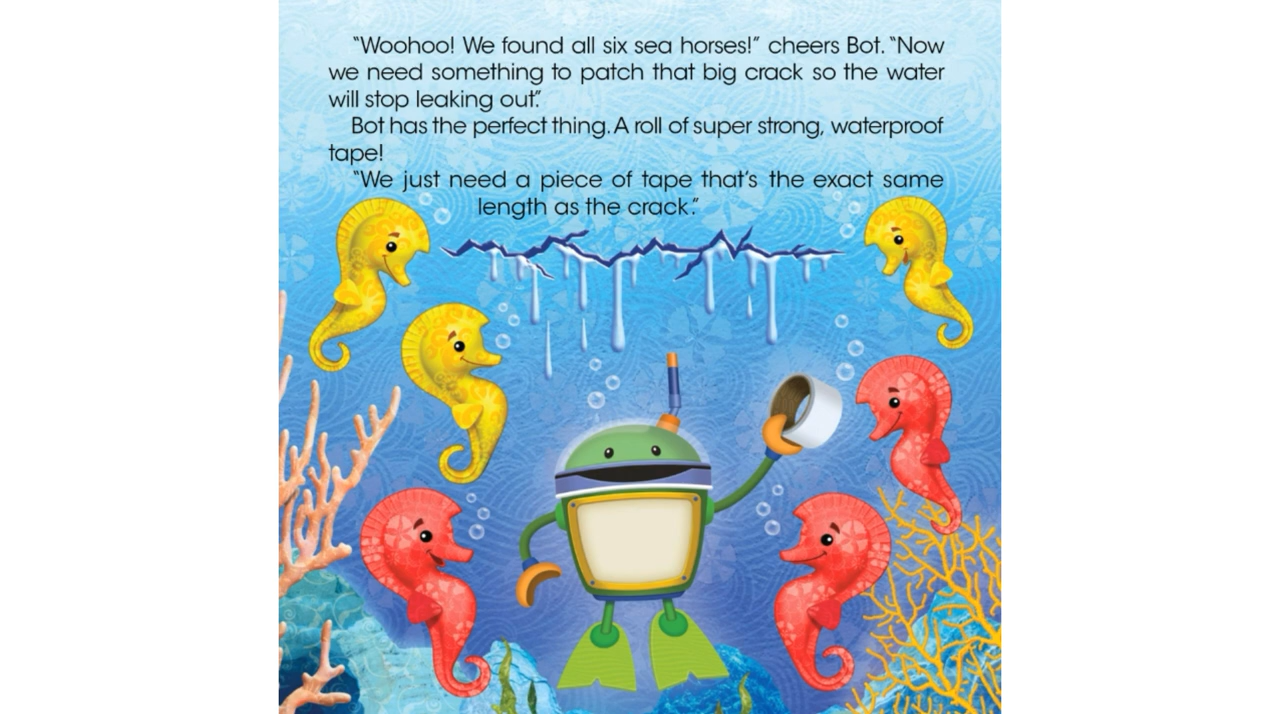 “Woohoo! We found all six sea horses!” cheers Bot. “Now
we need something to patch that big crack so the water
will stop leaking out.”
Bot has the perfect thing. A roll of super strong, waterproof
tape!
“We just need a piece of tape that’s the exact same
length as the crack.”